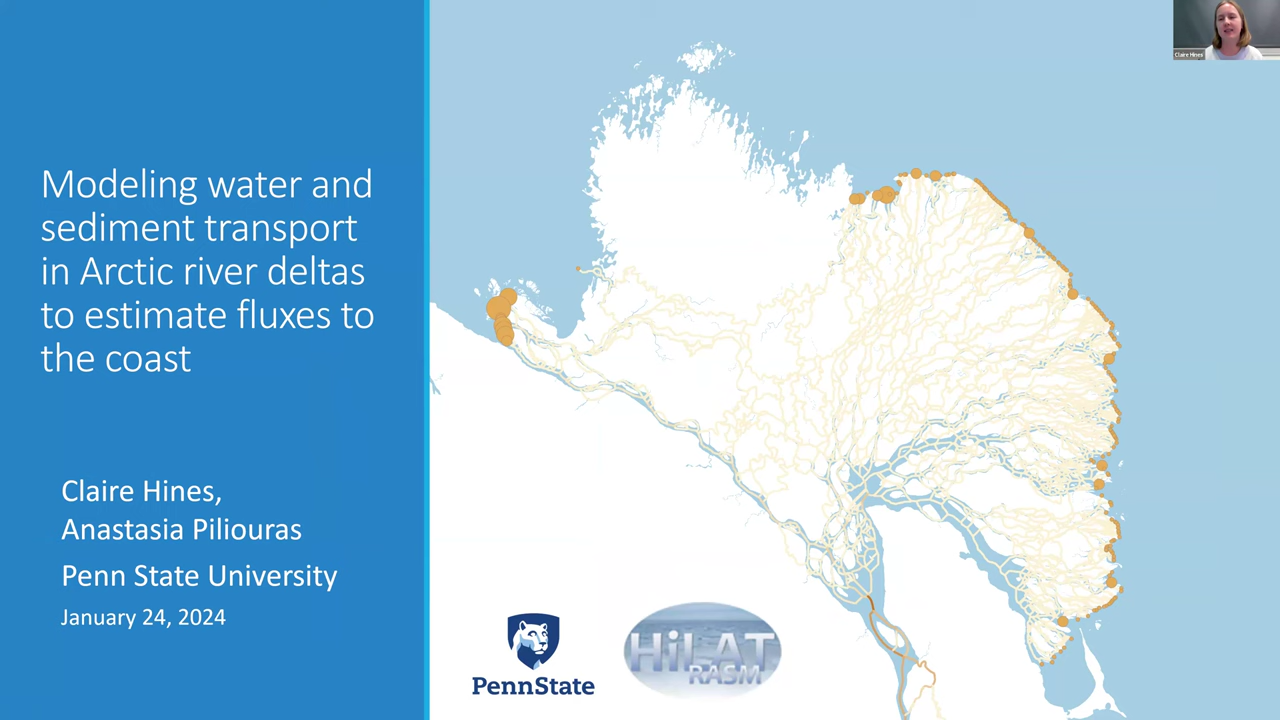 Claire Hines
Modeling water and
sediment transport
in Arctic river deltas
to estimate fluxes to
the coast
Claire Hines,
Anastasia Piliouras
Penn State University
January 24, 2024
HiLAT
RASM
PennState